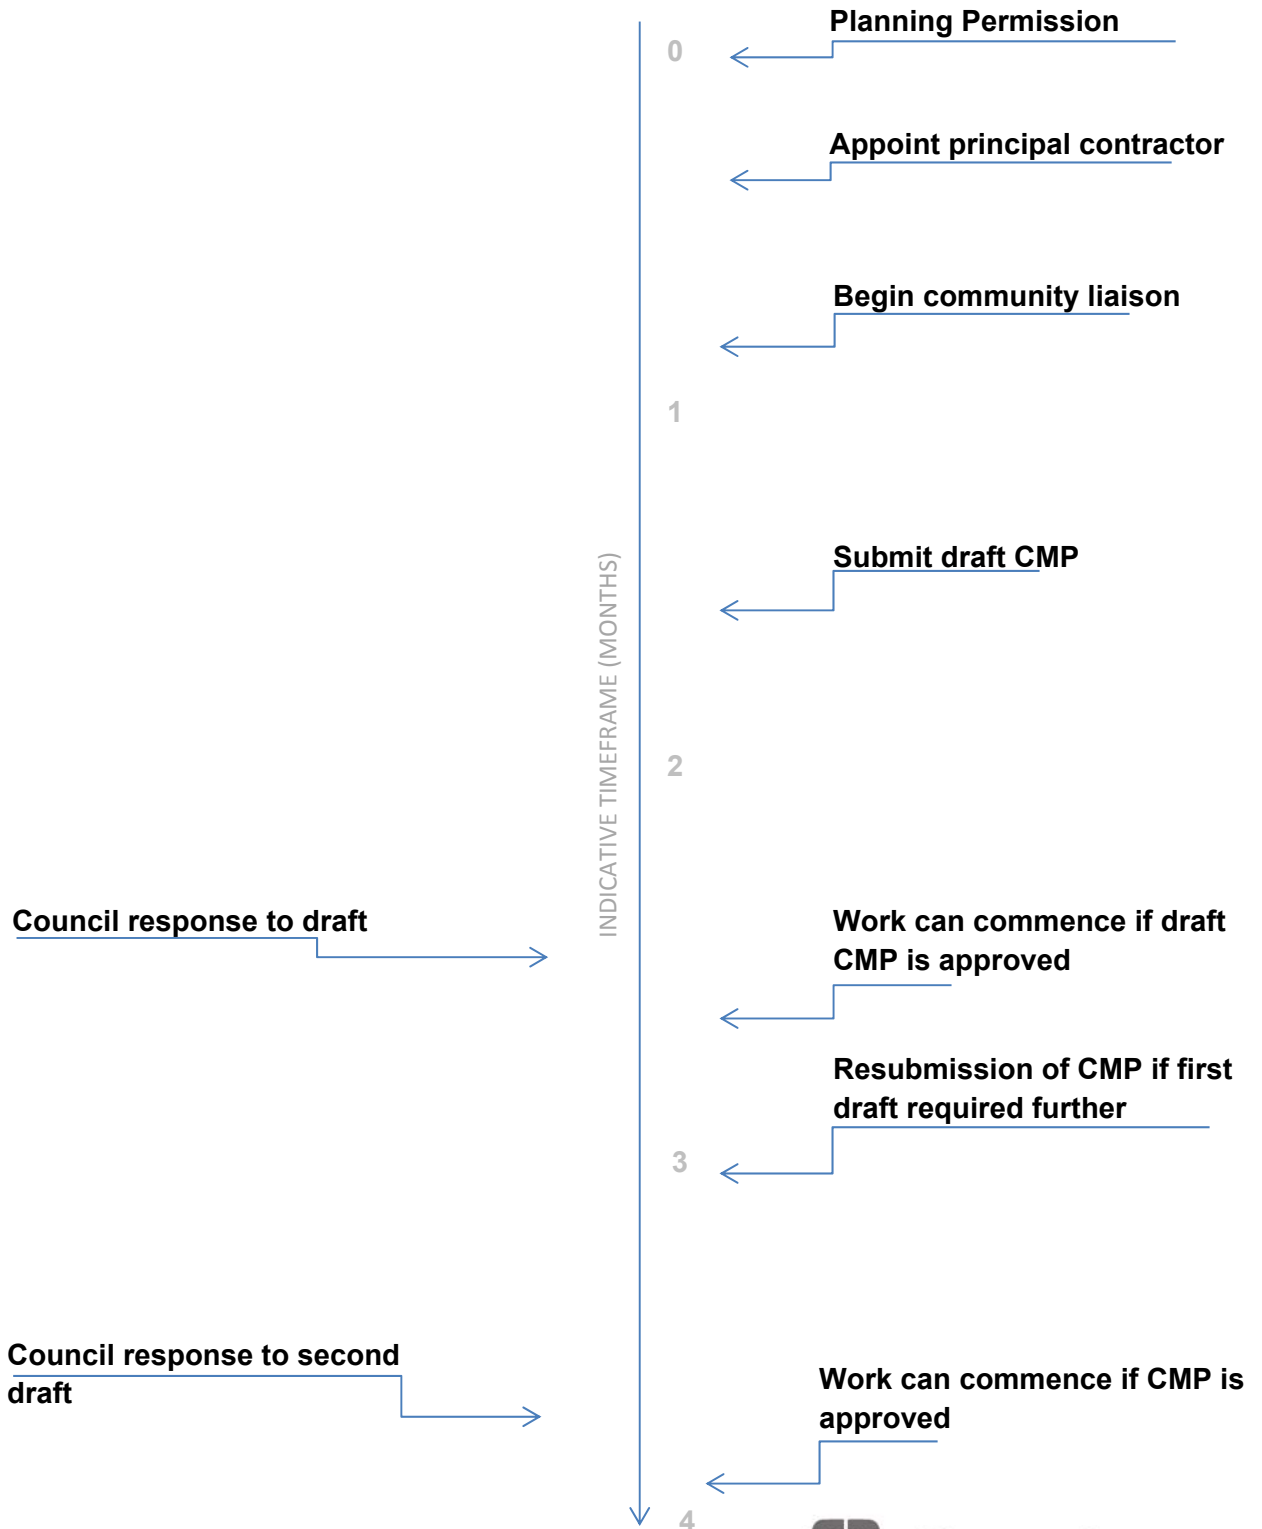 Planning Permission
0
Appoint principal contractor
Begin community liaison
1
Submit draft CMP
INDICATIVE TIMEFRAME (MONTHS)
2
Council response to draft
Work can commence if draft
CMP is approved
Resubmission of CMP if first
draft required further
3
Council response to second
draft
Work can commence if CMP is
approved
4